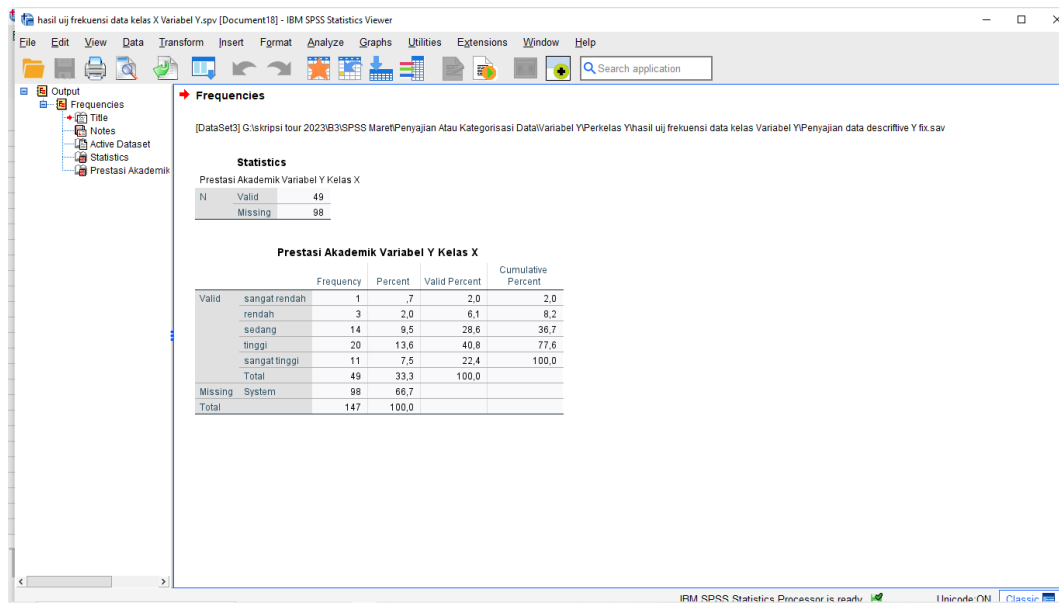 hasil uij frekuensi data kelas X Variabel Y.spv [Document18] - IBM SPSS Statistics Viewer
File Edit View Data Transform Insert Format Analyze Graphs Utilities Extensions Window Help
Search application
Output
Frequencies
Title
Notes
Active Dataset
Statistics
Prestasi Akademik
Frequencies
[DataSet3] G:\skripsi tour 2023\B3\SPSS Maret\Penyajian Atau Kategorisasi Data\Variabel Y\Perkelas Y\hasil uij frekunsi data kelas Variabel Y\Penyajian data descriftive Y fix.sav
Statistics
Prestasi Akademik Variabel Y Kelas X
N Valid 49
Missing 98
Prestasi Akademik Variabel Y Kelas X
Frequency Percent Valid Percent Cumulative Percent
Valid sangat rendah 1 ,7 2,0 2,0
rendah 3 2,0 6,1 8,2
sedang 14 9,5 28,6 36,7
tinggi 20 13,6 40,8 77,6
sangat tinggi 11 7,5 22,4 100,0
Total 49 33,3 100,0
Missing System 98 66,7
Total 147 100,0
IBM SPSS Statistics Processor is ready Unicode:ON Classic